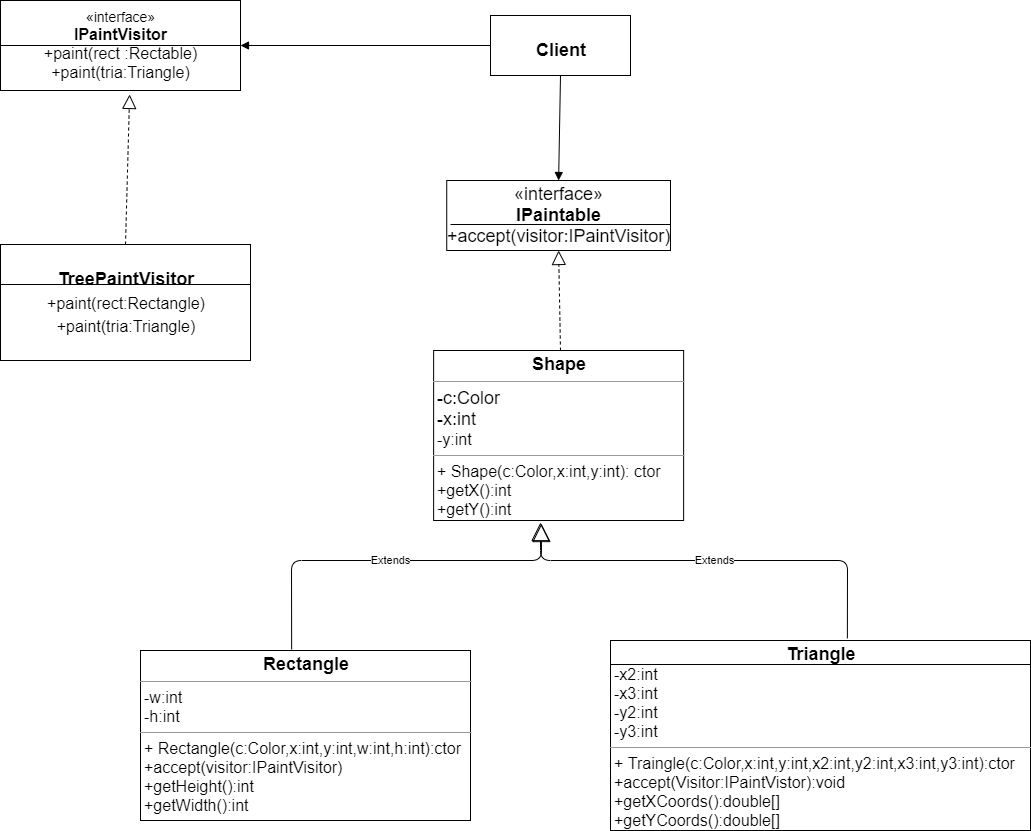 «interface»
IPaintVisitor
+paint(rect :Rectable)
+paint(tria:Triangle)
Client
«interface»
IPaintable
+accept(visitor:IPaintVisitor)
TreePaintVisitor
+paint(rect:Rectangle)
+paint(tria:Triangle)
Shape
-c:Color
-x:int
-y:int
+ Shape(c:Color,x:int,y:int): ctor
+getX():int
+getY():int
Extends
Extends
Rectangle
-w:int
-h:int
+ Rectangle(c:Color,x:int,y:int,w:int,h:int):ctor
+accept(visitor:IPaintVisitor)
+getHeight():int
+getWidth():int
Triangle
-x2:int
-x3:int
-y2:int
-y3:int
+ Traingle(c:Color,x:int,y:int,x2:int,y2:int,x3:int,y3:int):ctor
+accept(Visitor:IPaintVistor):void
+getXCoords():double[]
+getYCoords():double[]